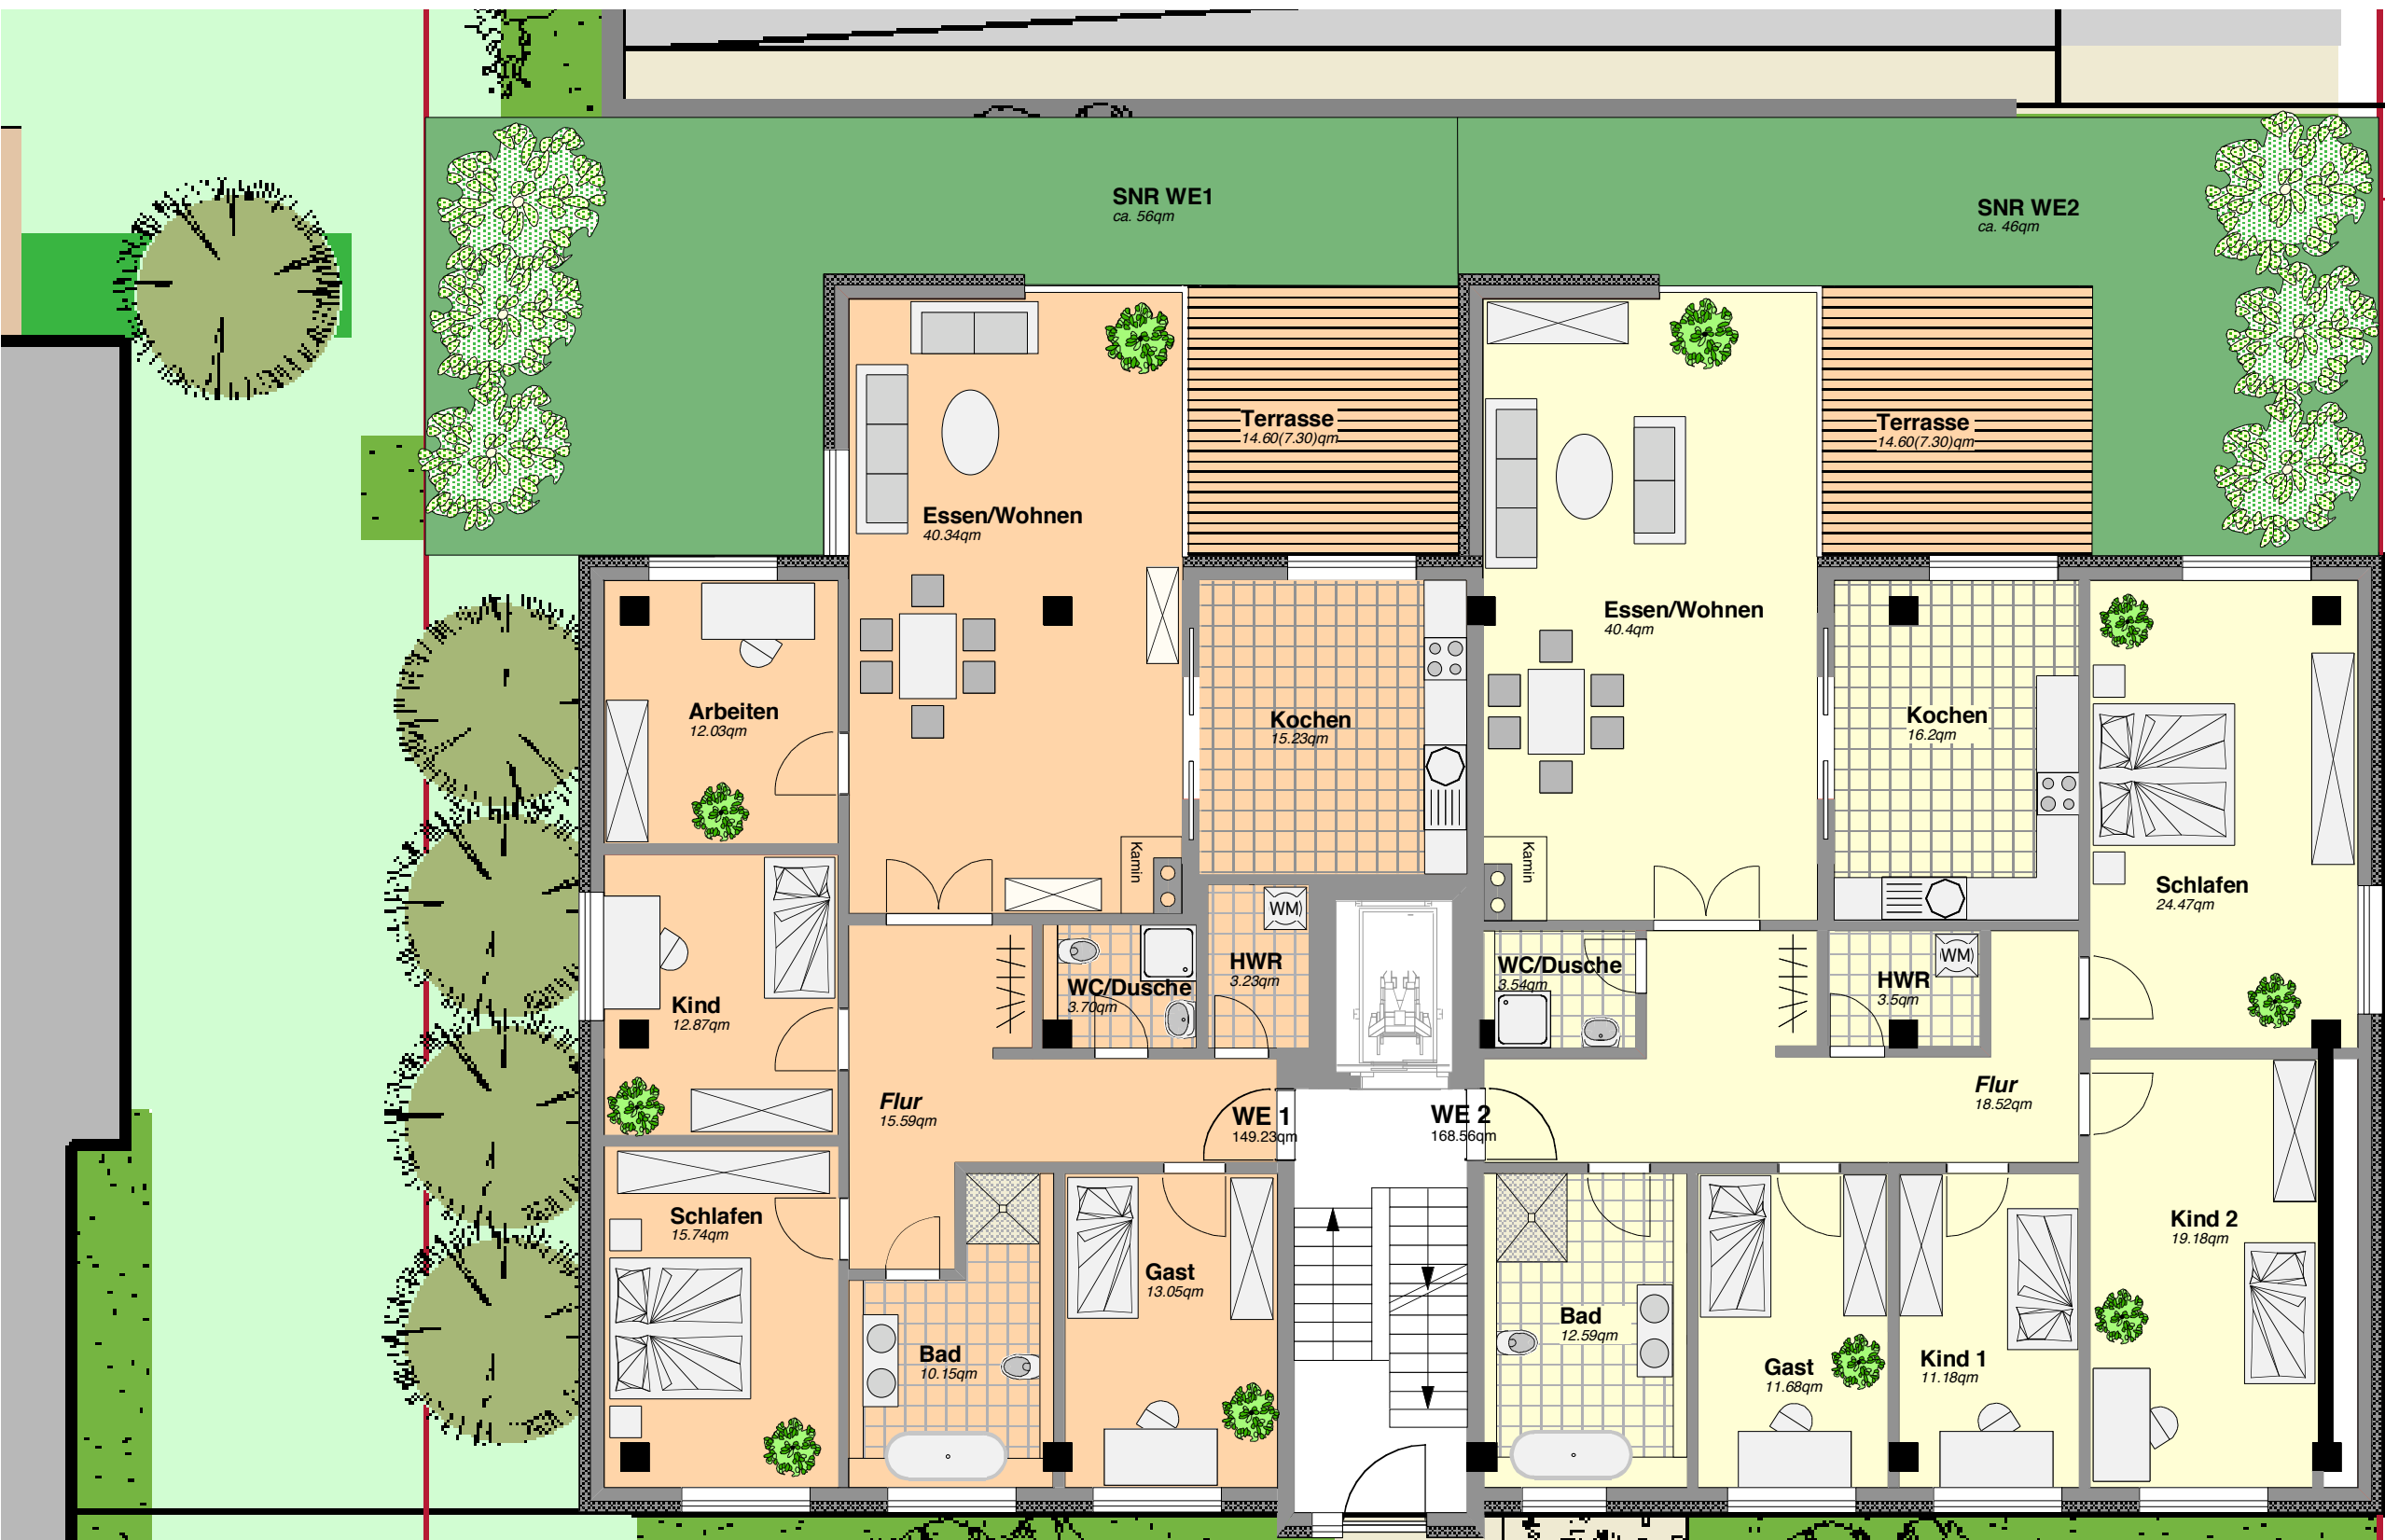 SNR WE1
ca. 56qm
SNR WE2
ca. 46qm
Terrasse
14.60(7.30)qm
Terrasse
14.60(7.30)qm
Essen/Wohnen
40.34qm
Essen/Wohnen
40.4qm
Arbeiten
12.03qm
Kochen
15.23qm
Kochen
16.2qm
Kamin
Kamin
Schlafen
24.47qm
WM
WM
Kind
12.87qm
WC/Dusche
3.70qm
HWR
3.23qm
WC/Dusche
3.54qm
HWR
3.5qm
Flur
15.59qm
WE 1
149.23qm
WE 2
168.56qm
Flur
18.52qm
Schlafen
15.74qm
Gast
13.05qm
Bad
10.15qm
Bad
12.59qm
Gast
11.68qm
Kind 1
11.18qm
Kind 2
19.18qm